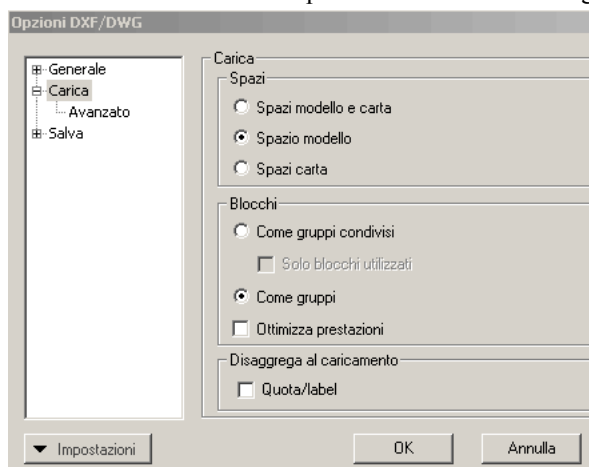 Opzioni DXF/DWG
Generale
Carica
Avanzato
Salva
Carica
Spazi
Spazi modello e carta
Spazio modello
Spazi carta
Blocchi
Come gruppi condivisi
Solo blocchi utilizzati
Come gruppi
Ottimizza prestazioni
Disaggrega al caricamento
Quota/label
Impostazioni
OK
Annulla